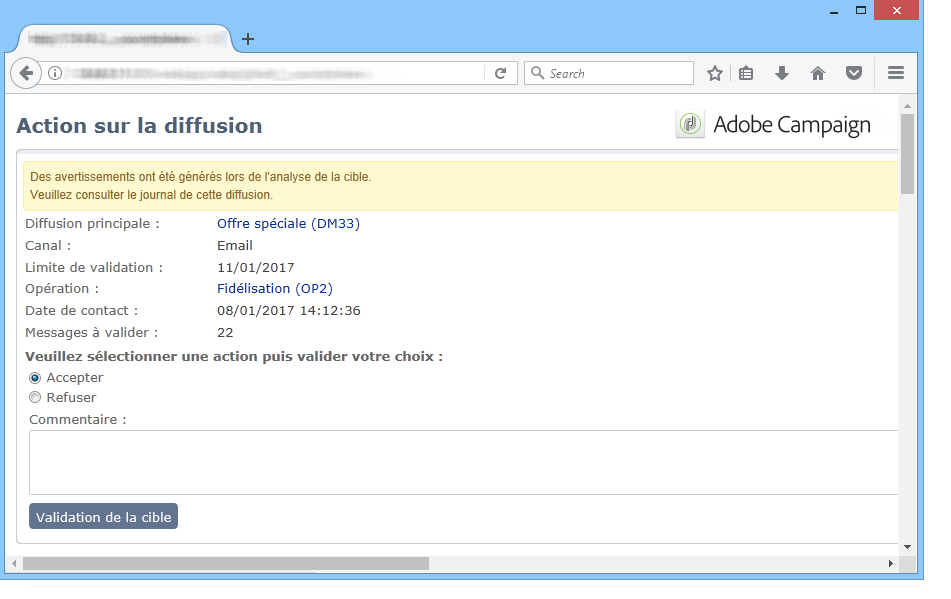 Search
Action sur la diffusion
Adobe Campaign
Des avertissements ont été générés lors de l'analyse de la cible.
Veuillez consulter le journal de cette diffusion.
Diffusion principale : Offre spéciale (DM33)
Canal : Email
Limite de validation : 11/01/2017
Opération : Fidélisation (OP2)
Date de contact : 08/01/2017 14:12:36
Messages à valider : 22
Veuillez sélectionner une action puis valider votre choix :
Accepter
Refuser
Commentaire :
Validation de la cible